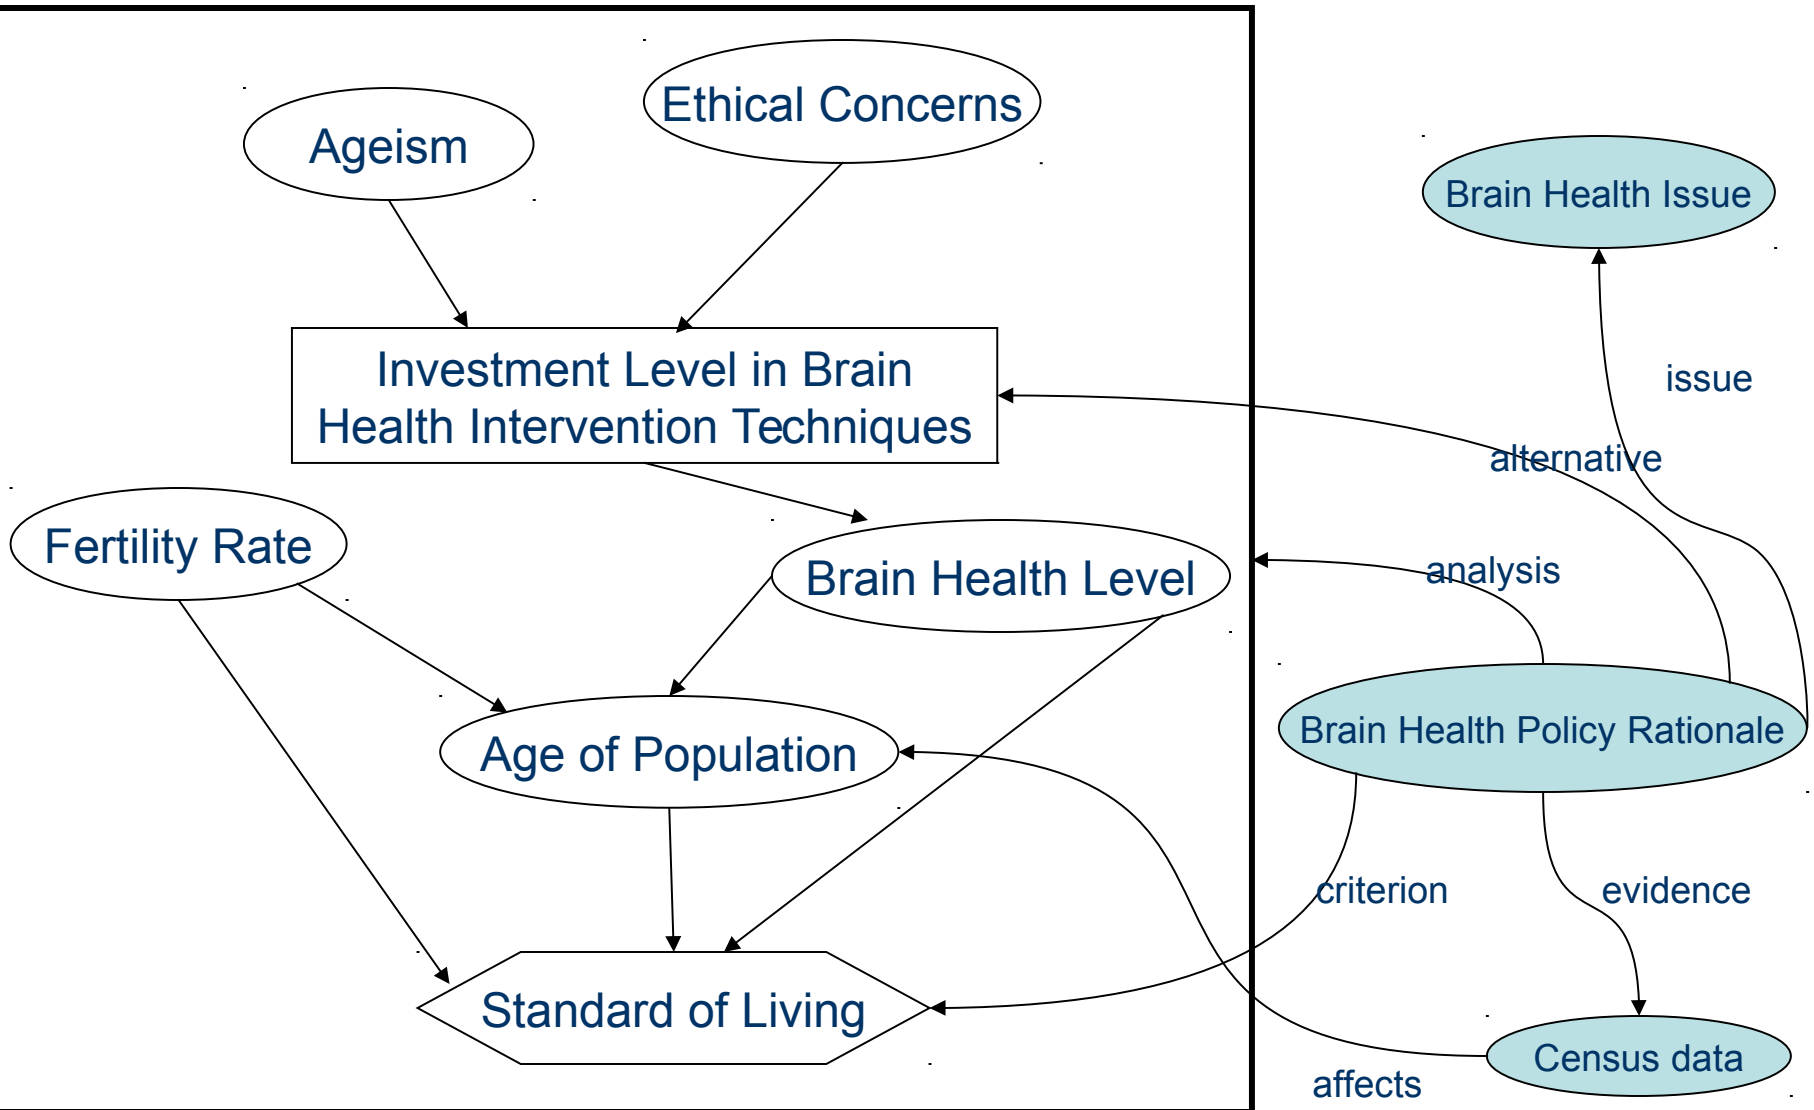 Ethical Concerns
Ageism
Brain Health Issue
Investment Level in Brain
Health Intervention Techniques
issue
alternative
Fertility Rate
Brain Health Level
analysis
Brain Health Policy Rationale
Age of Population
criterion
evidence
Standard of Living
Census data
affects